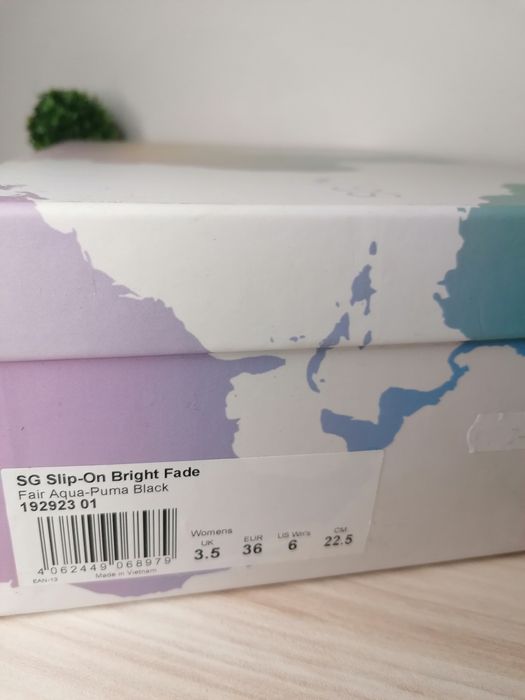 SG Slip-On Bright Fade
Fair Aqua-Puma Black
192923 01
4 062449 068979
EAN-13
Made in Vietnam
Womens
UK EUR US Wn's CM
3.5 36 6 22.5